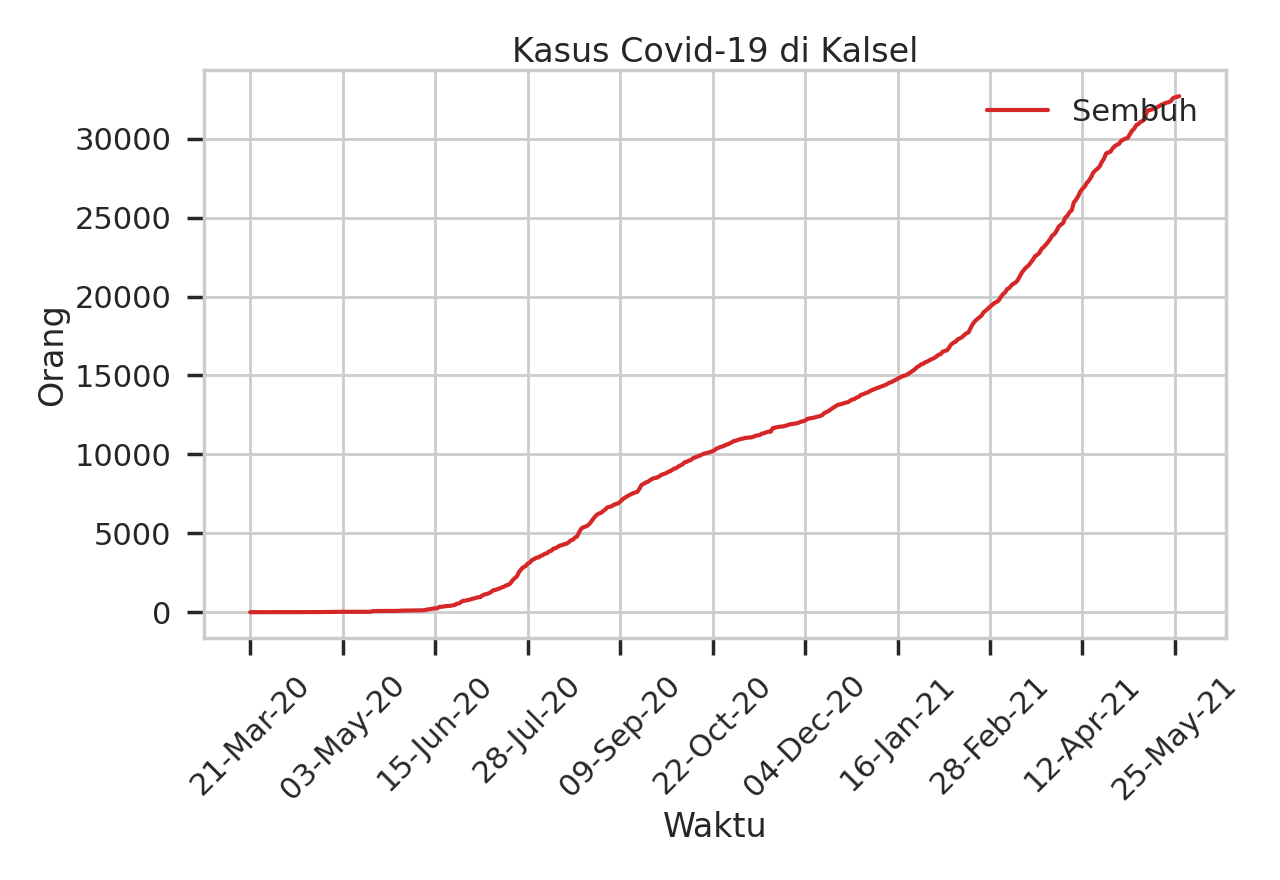 Kasus Covid-19 di Kalsel
Sembuh
30000
25000
20000
15000
10000
5000
0
Orang
21-Mar-20
03-May-20
15-Jun-20
28-Jul-20
09-Sep-20
22-Oct-20
04-Dec-20
16-Jan-21
28-Feb-21
12-Apr-21
25-May-21
Waktu